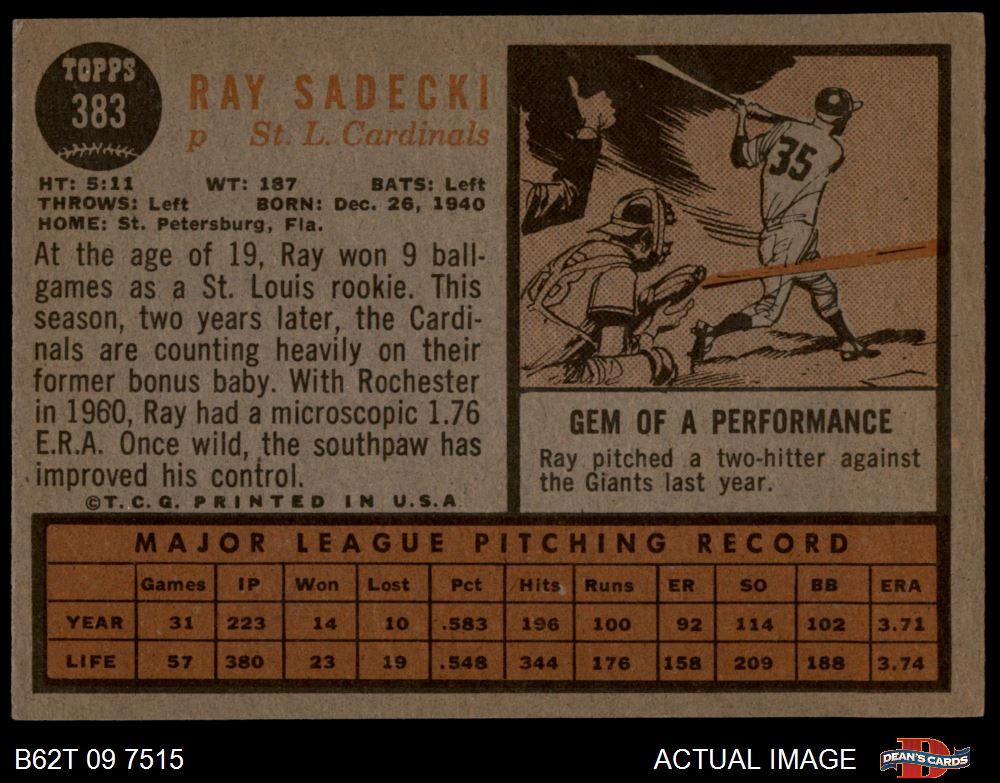 TOPPS
383
RAY SADECKI
p St. L. Cardinals
HT: 5:11 WT: 187 BATS: Left
THROWS: Left BORN: Dec. 26, 1940
HOME: St. Petersburg, Fla.
At the age of 19, Ray won 9 ball-
games as a St. Louis rookie. This
season, two years later, the Cardi-
nals are counting heavily on their
former bonus baby. With Rochester
in 1960, Ray had a microscopic 1.76
E.R.A. Once wild, the southpaw has
improved his control.
©T.C.G. PRINTED IN U.S.A.
35
GEM OF A PERFORMANCE
Ray pitched a two-hitter against
the Giants last year.
MAJOR LEAGUE PITCHING RECORD
Games IP Won Lost Pct Hits Runs ER SO BB ERA
YEAR 31 223 14 10 .583 196 100 92 114 102 3.71
LIFE 57 380 23 19 .548 344 176 158 209 188 3.74
B62T 09 7515 ACTUAL IMAGE DEAN'S CARDS